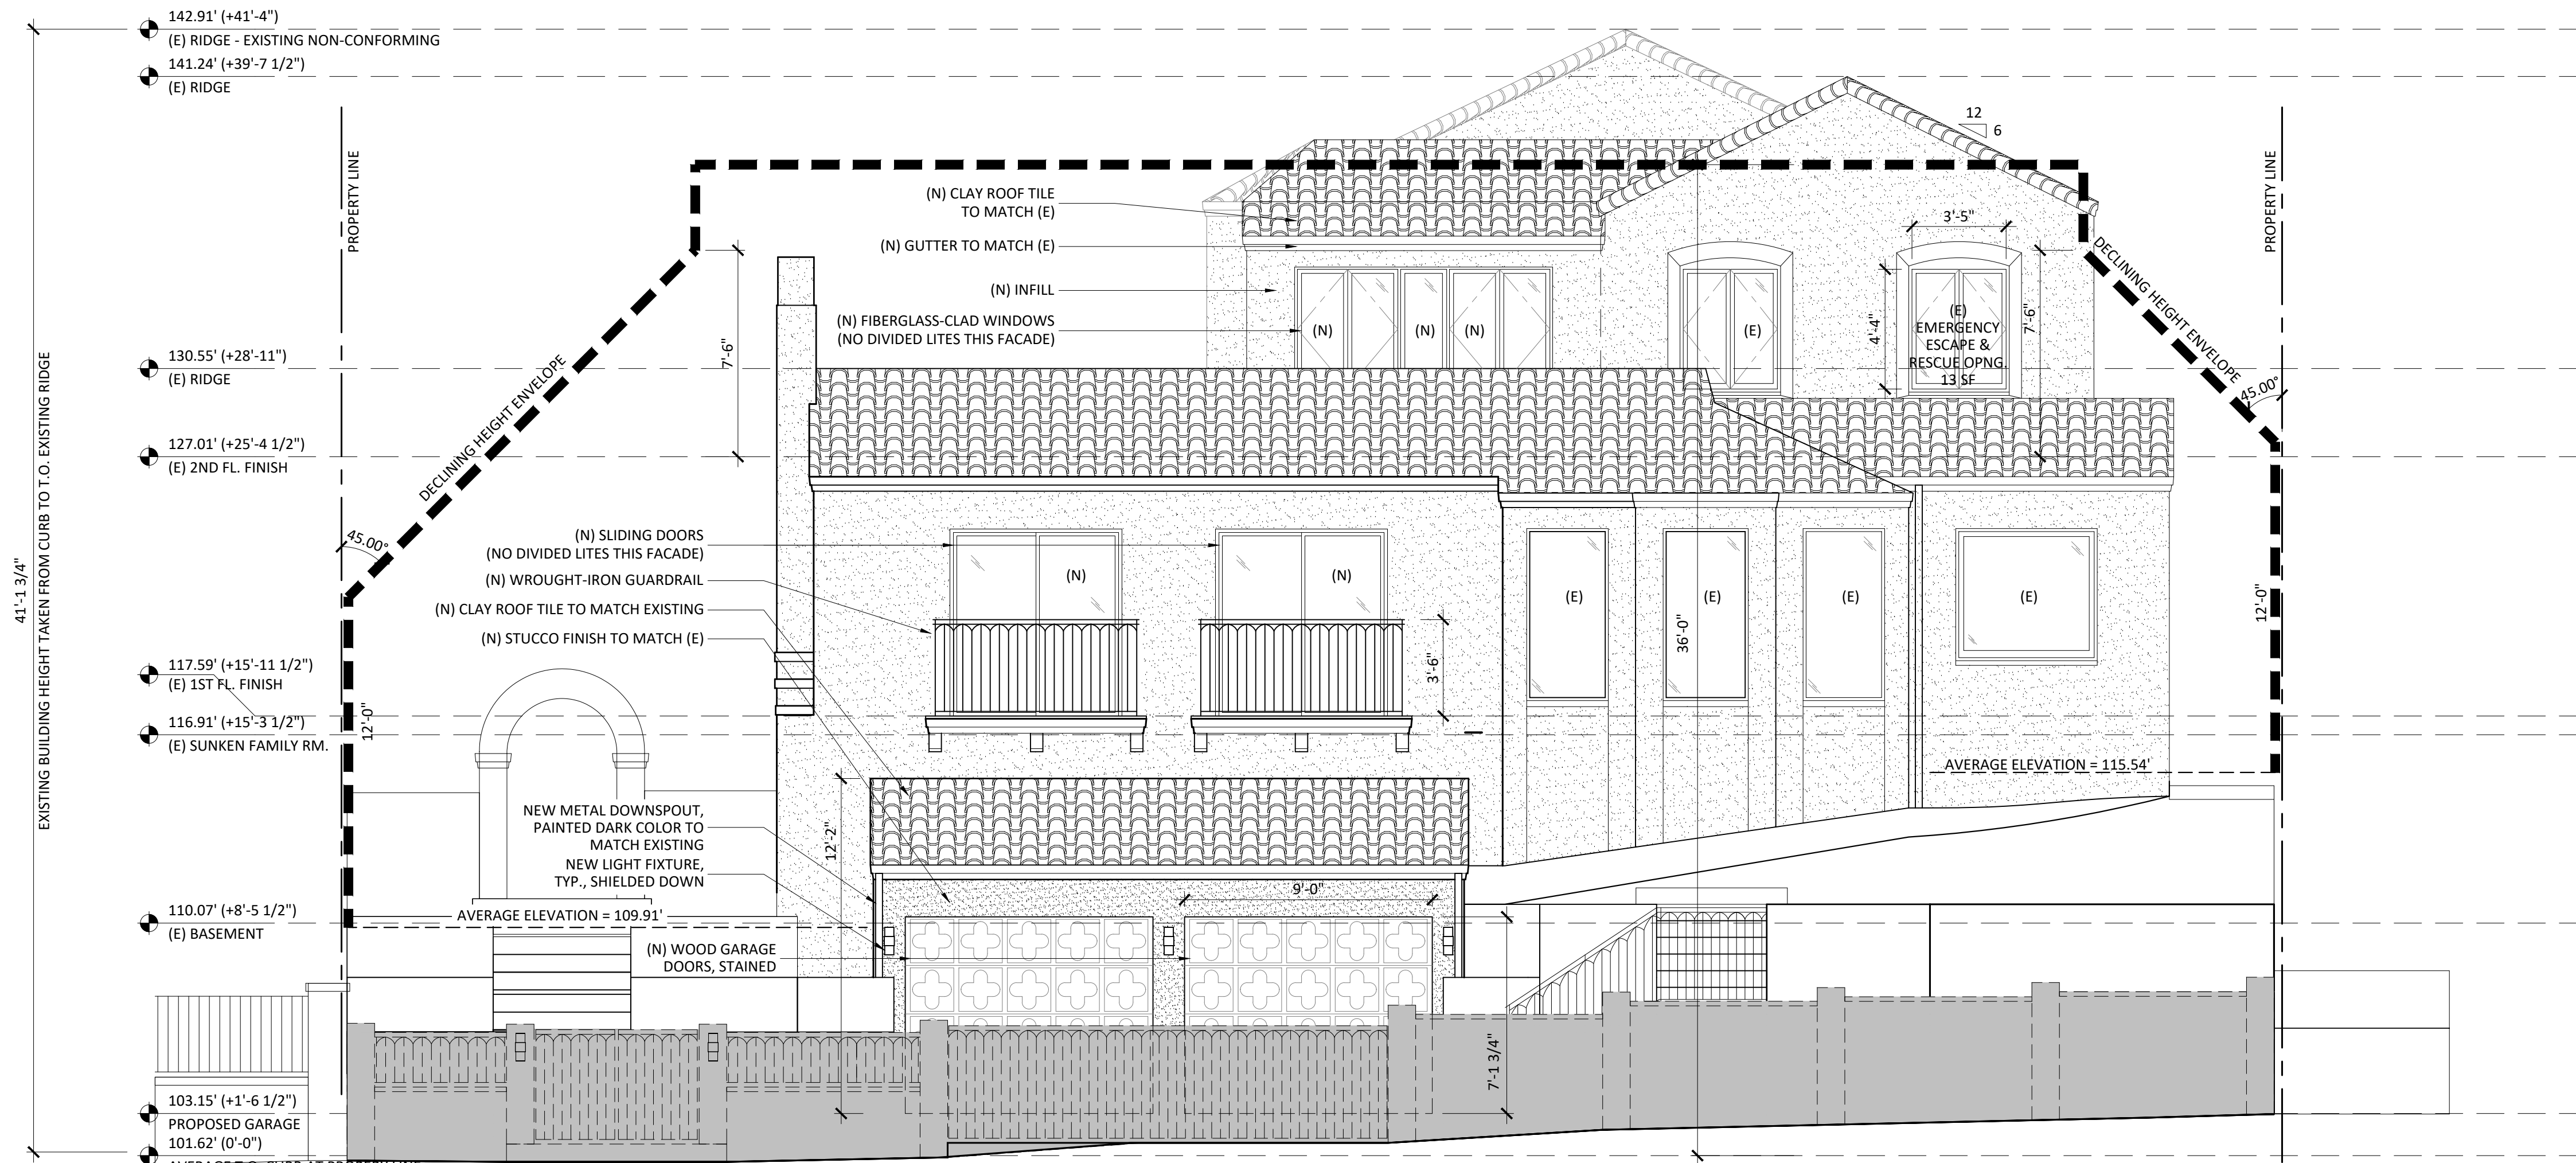 142.91' (+41'-4")
(E) RIDGE - EXISTING NON-CONFORMING
141.24' (+39'-7 1/2")
(E) RIDGE
130.55' (+28'-11")
(E) RIDGE
127.01' (+25'-4 1/2")
(E) 2ND FL. FINISH
117.59' (+15'-11 1/2")
(E) 1ST FL. FINISH
116.91' (+15'-3 1/2")
(E) SUNKEN FAMILY RM.
110.07' (+8'-5 1/2")
(E) BASEMENT
103.15' (+1'-6 1/2")
PROPOSED GARAGE
101.62' (0'-0")
41'-1 3/4"
EXISTING BUILDING HEIGHT TAKEN FROM CURB TO T.O. EXISTING RIDGE
PROPERTY LINE
DECLINING HEIGHT ENVELOPE
45.00°
12'-0"
7'-6"
(N) CLAY ROOF TILE
TO MATCH (E)
(N) GUTTER TO MATCH (E)
(N) INFILL
(N) FIBERGLASS-CLAD WINDOWS
(NO DIVIDED LITES THIS FACADE)
(N) SLIDING DOORS
(NO DIVIDED LITES THIS FACADE)
(N) WROUGHT-IRON GUARDRAIL
(N) CLAY ROOF TILE TO MATCH EXISTING
(N) STUCCO FINISH TO MATCH (E)
NEW METAL DOWNSPOUT,
PAINTED DARK COLOR TO
MATCH EXISTING
NEW LIGHT FIXTURE,
TYP., SHIELDED DOWN
AVERAGE ELEVATION = 109.91'
(N) WOOD GARAGE
DOORS, STAINED
12'-2"
9'-0"
7'-1 3/4"
3'-6"
36'-0"
(N)
(N)
(N)
(E)
(N)
(N)
(E)
(E)
(E)
(E)
12
6
3'-5"
4'-4"
(E)
EMERGENCY
ESCAPE &
RESCUE OPNG.
13 SF
7'-6"
DECLINING HEIGHT ENVELOPE
45.00°
PROPERTY LINE
12'-0"
AVERAGE ELEVATION = 115.54'